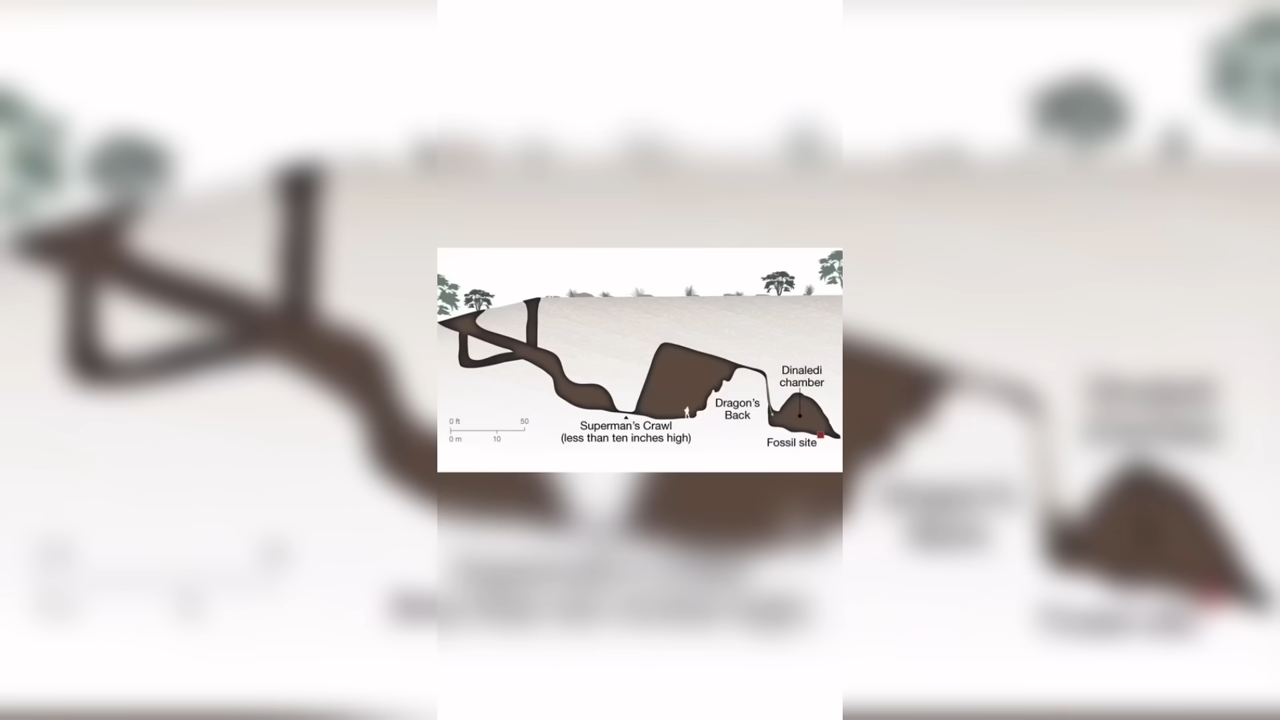 Dinaledi
chamber
Dragon's
Back
0 ft 50
0 m 10
Superman's Crawl
(less than ten inches high)
Fossil site